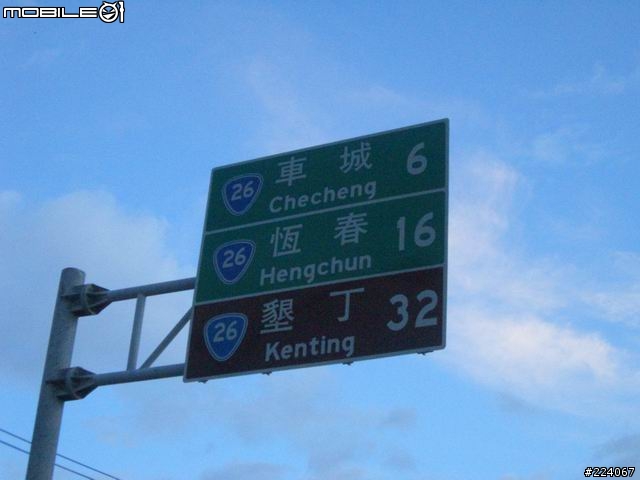 MOBILE01
26 車城 6
Checheng
26 恆春 16
Hengchun
26 墾丁 32
Kenting
#224067